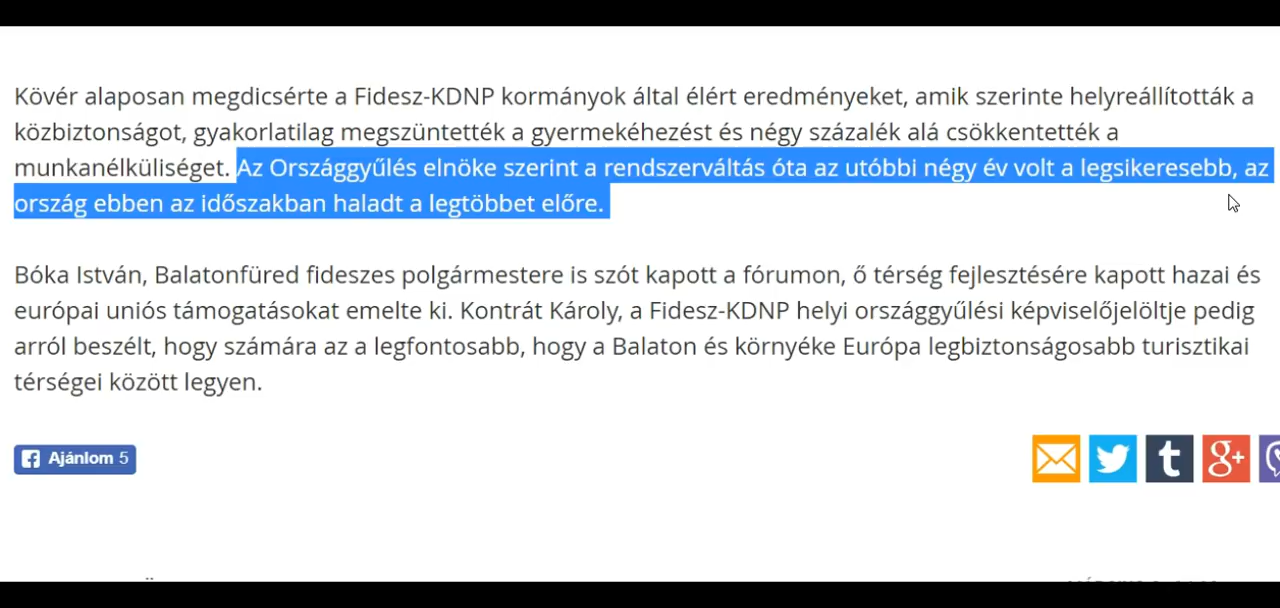 Kövér alaposan megdicsérte a Fidesz-KDNP kormányok által élért eredményeket, amik szerinte helyreállították a
közbiztonságot, gyakorlatilag megszüntették a gyermekéhezést és négy százalék alá csökkentették a
munkanélküliséget. Az Országgyűlés elnöke szerint a rendszerváltás óta az utóbbi négy év volt a legsikeresebb, az
ország ebben az időszakban haladt a legtöbbet előre.
Bóka István, Balatonfüred fideszes polgármestere is szót kapott a fórumon, ő térség fejlesztésére kapott hazai és
európai uniós támogatásokat emelte ki. Kontrát Károly, a Fidesz-KDNP helyi országgyűlési képviselőjelöltje pedig
arról beszélt, hogy számára az a legfontosabb, hogy a Balaton és környéke Európa legbiztonságosabb turisztikai
térségei között legyen.
Ajánlom 5